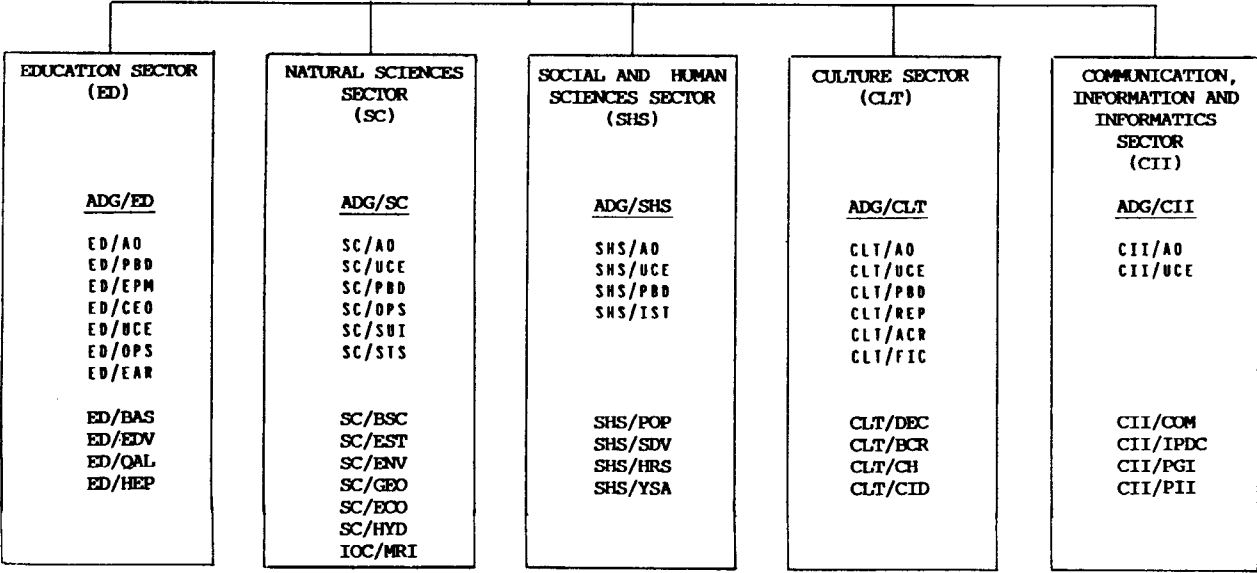 EDUCATION SECTOR
(ED)
ADG/ED
ED/AO
ED/PBD
ED/EPM
ED/CEO
ED/UCE
ED/OPS
ED/EAR
ED/BAS
ED/EDV
ED/QAL
ED/HEP
NATURAL SCIENCES
SECTOR
(SC)
ADG/SC
SC/AO
SC/UCE
SC/PBD
SC/OPS
SC/SUI
SC/STS
SC/BSC
SC/EST
SC/ENV
SC/GEO
SC/ECO
SC/HYD
IOC/MRI
SOCIAL AND HUMAN
SCIENCES SECTOR
(SHS)
ADG/SHS
SHS/AO
SHS/UCE
SHS/PBD
SHS/IST
SHS/POP
SHS/SDV
SHS/HRS
SHS/YSA
CULTURE SECTOR
(CLT)
ADG/CLT
CLT/AO
CLT/UCE
CLT/PBD
CLT/REP
CLT/ACR
CLT/FIC
CLT/DEC
CLT/BCR
CLT/CH
CLT/CID
COMMUNICATION,
INFORMATION AND
INFORMATICS
SECTOR
(CII)
ADG/CII
CII/AO
CII/UCE
CII/COM
CII/IPDC
CII/PGI
CII/PII